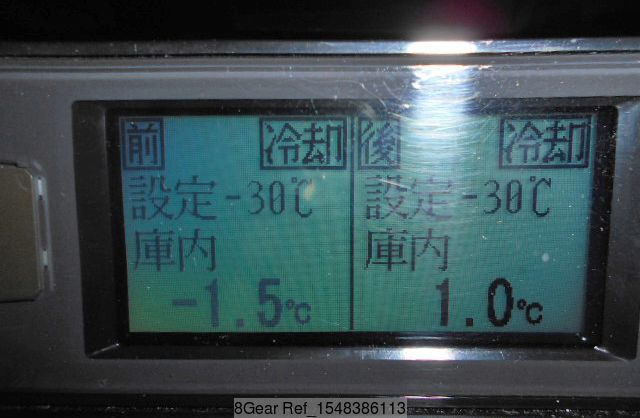 前 冷却 後 冷却
設定-30℃ 設定-30℃
庫内 庫内
-1.5℃ 1.0℃
8Gear Ref_1548386113